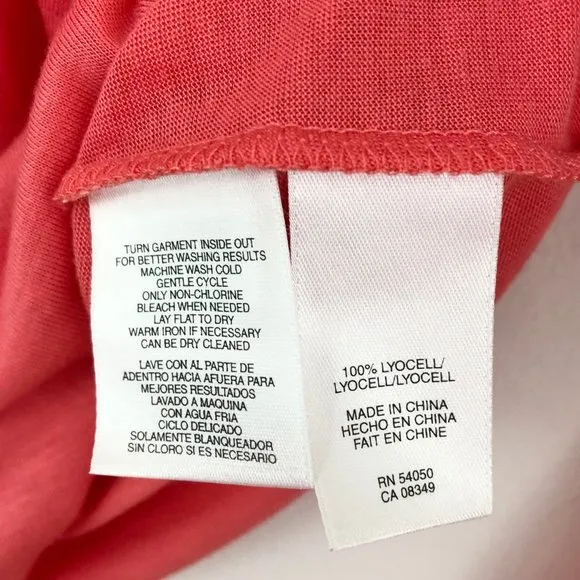 TURN GARMENT INSIDE OUT
FOR BETTER WASHING RESULTS
MACHINE WASH COLD
GENTLE CYCLE
ONLY NON-CHLORINE
BLEACH WHEN NEEDED
LAY FLAT TO DRY
WARM IRON IF NECESSARY
CAN BE DRY CLEANED
LAVE CON AL PARTE DE
ADENTRO HACIA AFUERA PARA
MEJORES RESULTADOS
LAVADO A MAQUINA
CON AGUA FRIA
CICLO DELICADO
SOLAMENTE BLANQUEADOR
SIN CLORO SI ES NECESARIO
100% LYOCELL/
LYOCELL/LYOCELL
MADE IN CHINA
HECHO EN CHINA
FAIT EN CHINE
RN 54050
CA 08349